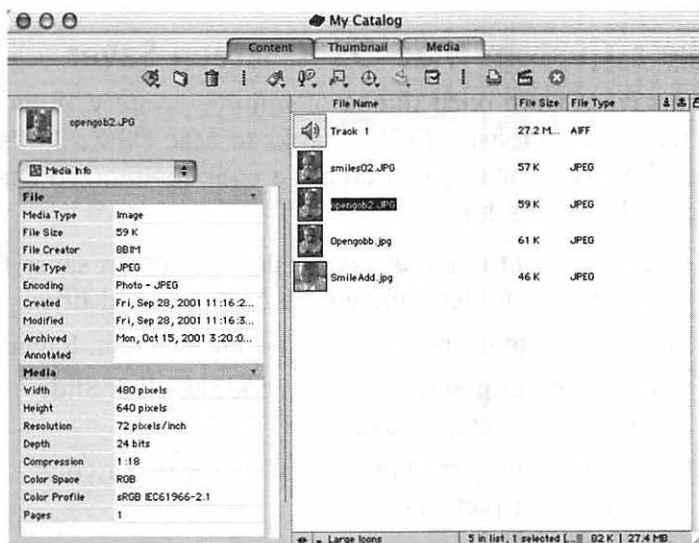 My Catalog
Content Thumbnail Media
opengob2.JPG
Media Info
File
Media Type Image
File Size 59 K
File Creator 8BIM
File Type JPEG
Encoding Photo - JPEG
Created Fri, Sep 28, 2001 11:16:2...
Modified Fri, Sep 28, 2001 11:16:3...
Archived Mon, Oct 15, 2001 3:20:0...
Annotated
Media
Width 480 pixels
Height 640 pixels
Resolution 72 pixels/inch
Depth 24 bits
Compression 1:18
Color Space RGB
Color Profile sRGB IEC61966-2.1
Pages 1
File Name File Size File Type
Track 1 27.2 M... AIFF
smiles02.JPG 57 K JPEG
opengob2.JPG 59 K JPEG
Opengobb.jpg 61 K JPEG
SmileAdd.jpg 46 K JPEG
Large Icons 5 in list, 1 selected [... 82 K 27.4 MB